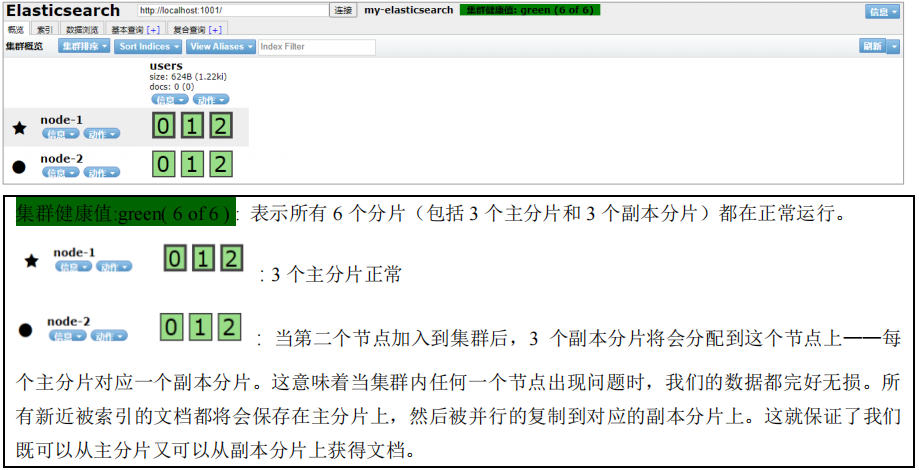 Elasticsearch http://localhost:1001/ 连接 my-elasticsearch 集群健康值: green (6 of 6)
信息
概览 索引 数据浏览 基本查询 [+] 复合查询 [+]
集群概览 集群排序 Sort Indices View Aliases Index Filter 刷新
users
size: 624B (1.22ki)
docs: 0 (0)
信息 动作
node-1
信息 动作
0 1 2
node-2
信息 动作
0 1 2
集群健康值:green( 6 of 6 ) : 表示所有 6 个分片（包括 3 个主分片和 3 个副本分片）都在正常运行。
node-1
信息 动作
0 1 2
: 3 个主分片正常
node-2
信息 动作
0 1 2
: 当第二个节点加入到集群后，3 个副本分片将会分配到这个节点上——每
个主分片对应一个副本分片。这意味着当集群内任何一个节点出现问题时，我们的数据都完好无损。所
有新近被索引的文档都将会保存在主分片上，然后被并行的复制到对应的副本分片上。这就保证了我们
既可以从主分片又可以从副本分片上获得文档。